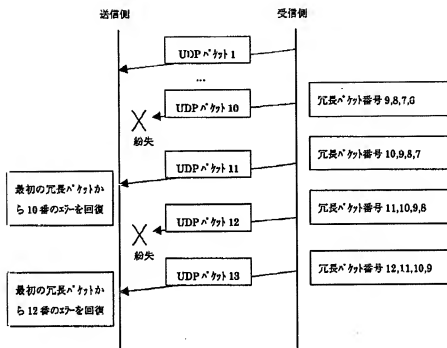 送信側
受信側
UDPパケット1
...
UDPパケット10
冗長パケット番号 9,8,7,6
紛失
UDPパケット11
冗長パケット番号 10,9,8,7
最初の冗長パケットか
ら10番のエラーを回復
UDPパケット12
冗長パケット番号 11,10,9,8
紛失
UDPパケット13
冗長パケット番号 12,11,10,9
最初の冗長パケットか
ら12番のエラーを回復